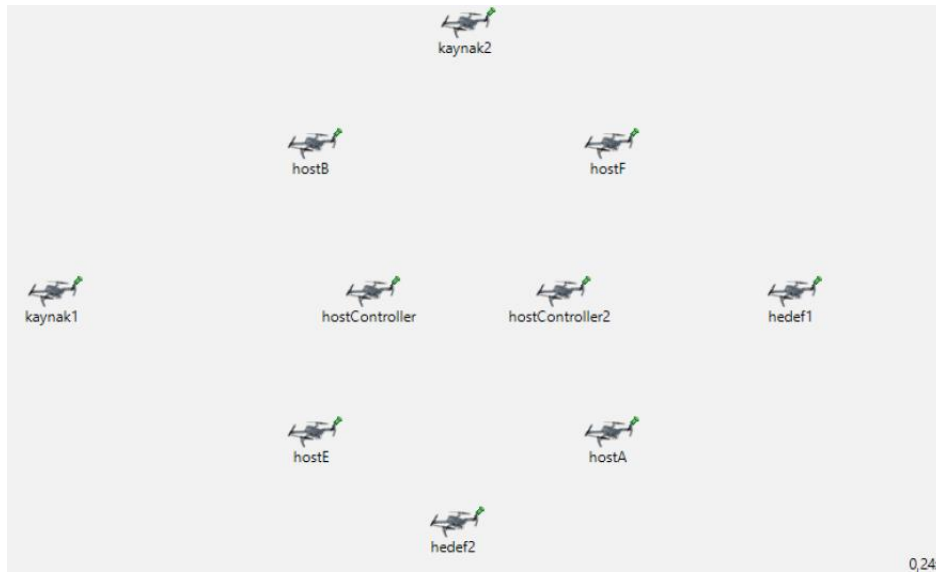 kaynak2
hostB
hostF
kaynak1
hostController
hostController2
hedef1
hostE
hostA
hedef2
0,24